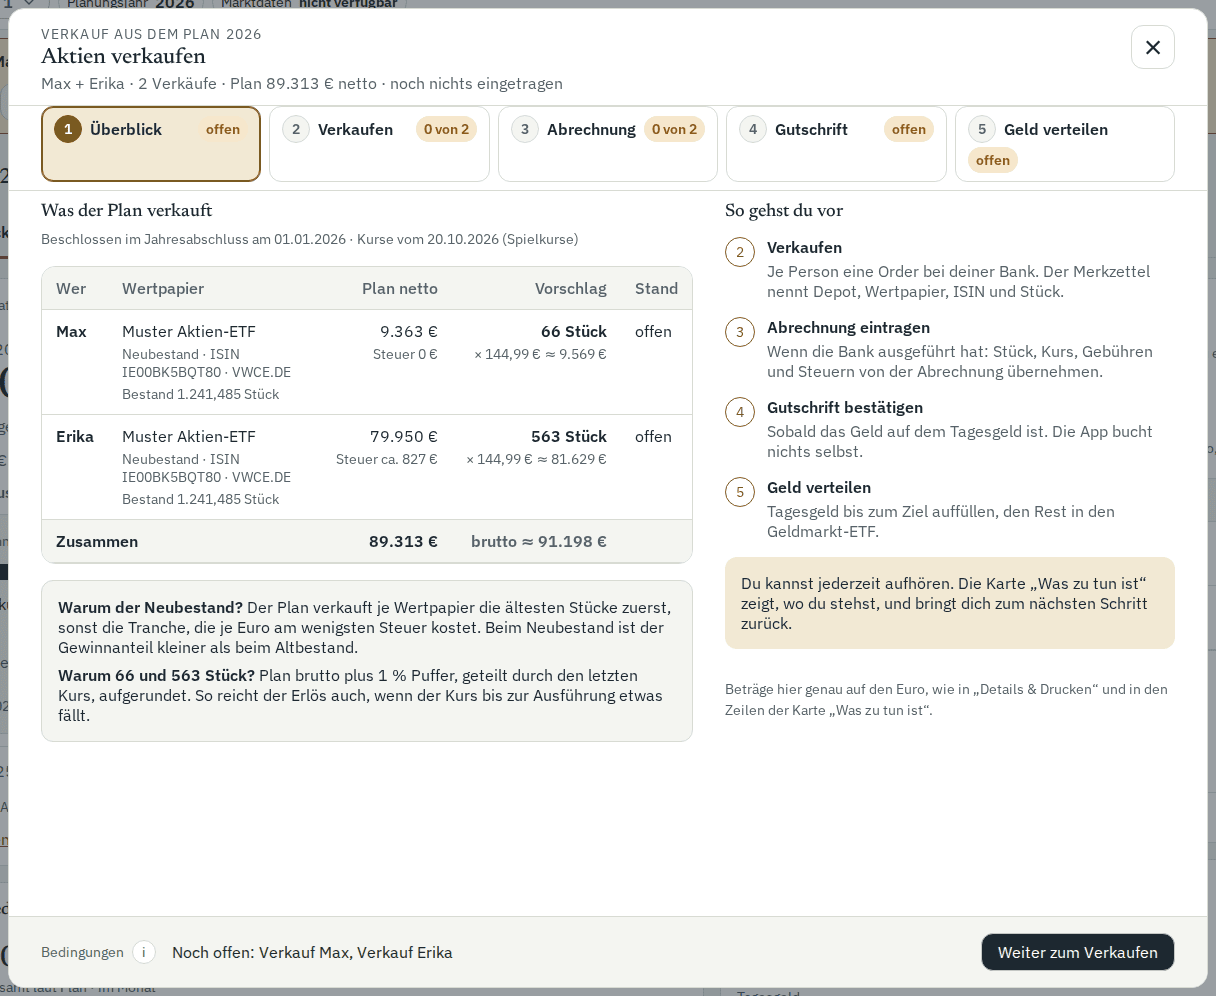 Planungsjahr 2026 Marktdaten nicht verfügbar
VERKAUF AUS DEM PLAN 2026
Aktien verkaufen
Max + Erika · 2 Verkäufe · Plan 89.313 € netto · noch nichts eingetragen
1 Überblick offen
2 Verkaufen 0 von 2
3 Abrechnung 0 von 2
4 Gutschrift offen
5 Geld verteilen
offen
Was der Plan verkauft
Beschlossen im Jahresabschluss am 01.01.2026 · Kurse vom 20.10.2026 (Spielkurse)
Wer Wertpapier Plan netto Vorschlag Stand
Max Muster Aktien-ETF 9.363 € 66 Stück offen
Neubestand · ISIN Steuer 0 € × 144,99 € ≈ 9.569 €
IE00BK5BQT80 · VWCE.DE
Bestand 1.241,485 Stück
Erika Muster Aktien-ETF 79.950 € 563 Stück offen
Neubestand · ISIN Steuer ca. 827 € × 144,99 € ≈ 81.629 €
IE00BK5BQT80 · VWCE.DE
Bestand 1.241,485 Stück
Zusammen 89.313 € brutto ≈ 91.198 €
Warum der Neubestand? Der Plan verkauft je Wertpapier die ältesten Stücke zuerst,
sonst die Tranche, die je Euro am wenigsten Steuer kostet. Beim Neubestand ist der
Gewinnanteil kleiner als beim Altbestand.
Warum 66 und 563 Stück? Plan brutto plus 1 % Puffer, geteilt durch den letzten
Kurs, aufgerundet. So reicht der Erlös auch, wenn der Kurs bis zur Ausführung etwas
fällt.
So gehst du vor
2 Verkaufen
Je Person eine Order bei deiner Bank. Der Merkzettel
nennt Depot, Wertpapier, ISIN und Stück.
3 Abrechnung eintragen
Wenn die Bank ausgeführt hat: Stück, Kurs, Gebühren
und Steuern von der Abrechnung übernehmen.
4 Gutschrift bestätigen
Sobald das Geld auf dem Tagesgeld ist. Die App bucht
nichts selbst.
5 Geld verteilen
Tagesgeld bis zum Ziel auffüllen, den Rest in den
Geldmarkt-ETF.
Du kannst jederzeit aufhören. Die Karte „Was zu tun ist“
zeigt, wo du stehst, und bringt dich zum nächsten Schritt
zurück.
Beträge hier genau auf den Euro, wie in „Details & Drucken“ und in den
Zeilen der Karte „Was zu tun ist“.
Bedingungen i Noch offen: Verkauf Max, Verkauf Erika
Weiter zum Verkaufen